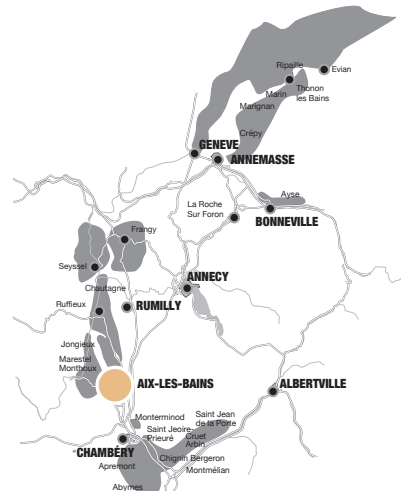 Ripaille
Evian
Marin
Thonon
les Bains
Marignan
Crépy
GENEVE
ANNEMASSE
Ayse
La Roche
Sur Foron
BONNEVILLE
Frangy
Seyssel
ANNECY
Chautagne
Ruffieux
RUMILLY
Jongieux
Marestel
Monthoux
AIX-LES-BAINS
ALBERTVILLE
Monterminod
Saint Jean
de la Porte
Saint Jeoire-
Prieuré
Cruet
Arbin
CHAMBÉRY
Chignin Bergeron
Apremont
Montmélian
Abymes